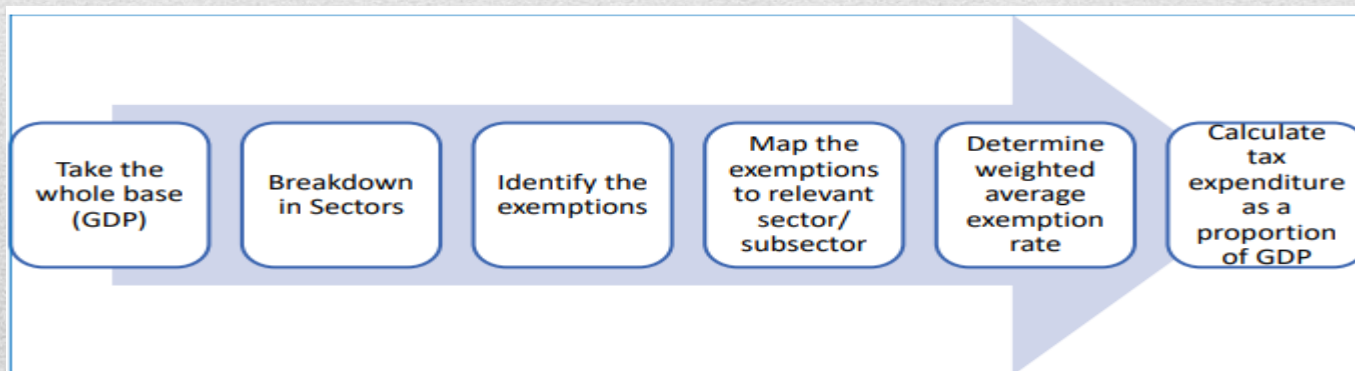 Take the
whole base
(GDP)
Breakdown
in Sectors
Identify the
exemptions
Map the
exemptions
to relevant
sector/
subsector
Determine
weighted
average
exemption
rate
Calculate
tax
expenditure
as a
proportion
of GDP